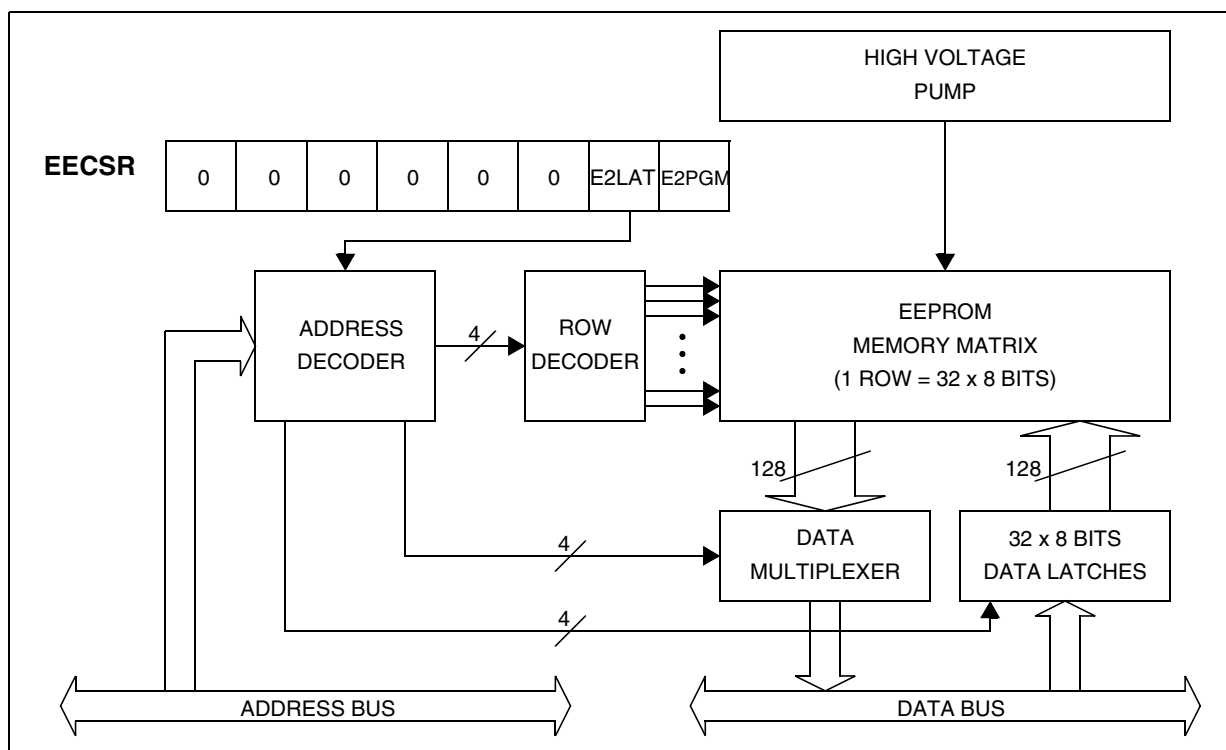 HIGH VOLTAGE
PUMP
EECSR
0 0 0 0 0 0 E2LAT E2PGM
ADDRESS
DECODER
4
ROW
DECODER
EEPROM
MEMORY MATRIX
(1 ROW = 32 x 8 BITS)
128
128
4
DATA
MULTIPLEXER
32 x 8 BITS
DATA LATCHES
4
ADDRESS BUS
DATA BUS